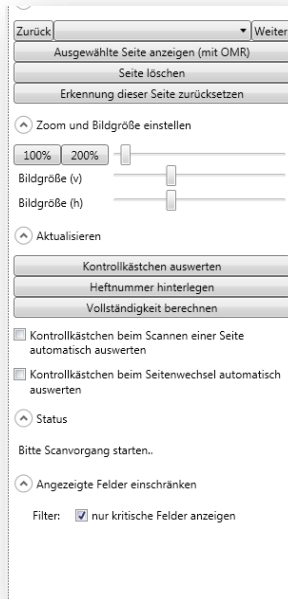 Zurück Weiter
Ausgewählte Seite anzeigen (mit OMR)
Seite löschen
Erkennung dieser Seite zurücksetzen
Zoom und Bildgröße einstellen
100% 200%
Bildgröße (v)
Bildgröße (h)
Aktualisieren
Kontrollkästchen auswerten
Heftnummer hinterlegen
Vollständigkeit berechnen
Kontrollkästchen beim Scannen einer Seite
automatisch auswerten
Kontrollkästchen beim Seitenwechsel automatisch
auswerten
Status
Bitte Scanvorgang starten..
Angezeigte Felder einschränken
Filter: nur kritische Felder anzeigen